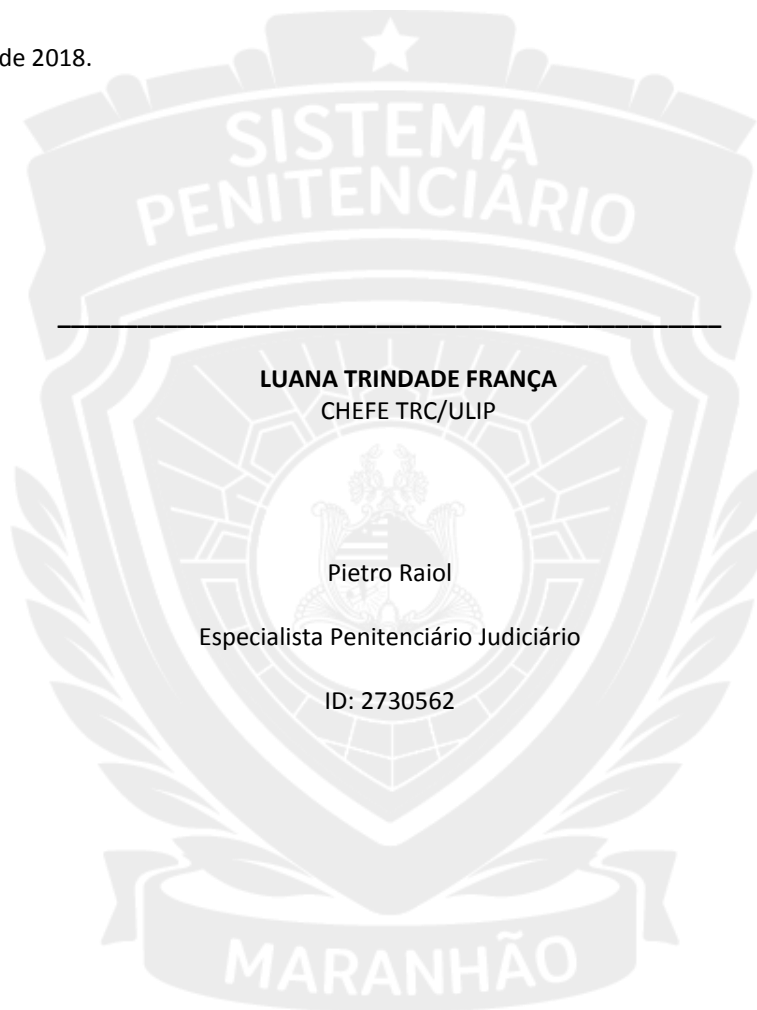 de 2018.
SISTEMA
PENITENCIÁRIO
LUANA TRINDADE FRANÇA
CHEFE TRC/ULIP
Pietro Raiol
Especialista Penitenciário Judiciário
ID: 2730562
MARANHÃO